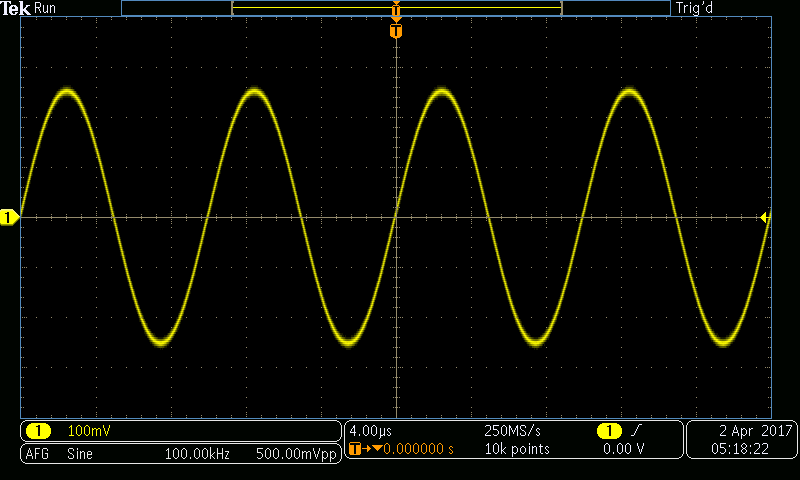 Tek Run Trig'd
T
T
1
1 100mV
AFG Sine 100.00kHz 500.00mVpp
4.00µs 250MS/s 1
T→▼0.000000 s 10k points 0.00 V
2 Apr 2017
05:18:22